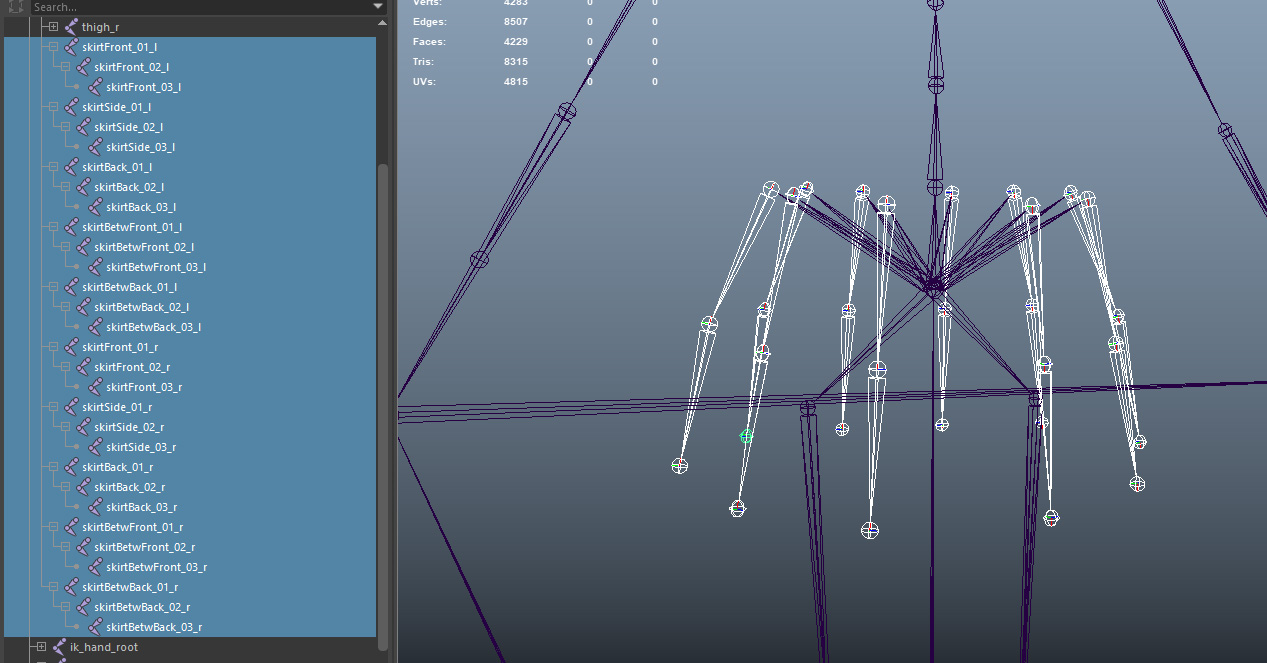 Search...
thigh_r
skirtFront_01_l
skirtFront_02_l
skirtFront_03_l
skirtSide_01_l
skirtSide_02_l
skirtSide_03_l
skirtBack_01_l
skirtBack_02_l
skirtBack_03_l
skirtBetwFront_01_l
skirtBetwFront_02_l
skirtBetwFront_03_l
skirtBetwBack_01_l
skirtBetwBack_02_l
skirtBetwBack_03_l
skirtFront_01_r
skirtFront_02_r
skirtFront_03_r
skirtSide_01_r
skirtSide_02_r
skirtSide_03_r
skirtBack_01_r
skirtBack_02_r
skirtBack_03_r
skirtBetwFront_01_r
skirtBetwFront_02_r
skirtBetwFront_03_r
skirtBetwBack_01_r
skirtBetwBack_02_r
skirtBetwBack_03_r
ik_hand_root
Verts: 4283 0 0
Edges: 8507 0 0
Faces: 4229 0 0
Tris: 8315 0 0
UVs: 4815 0 0